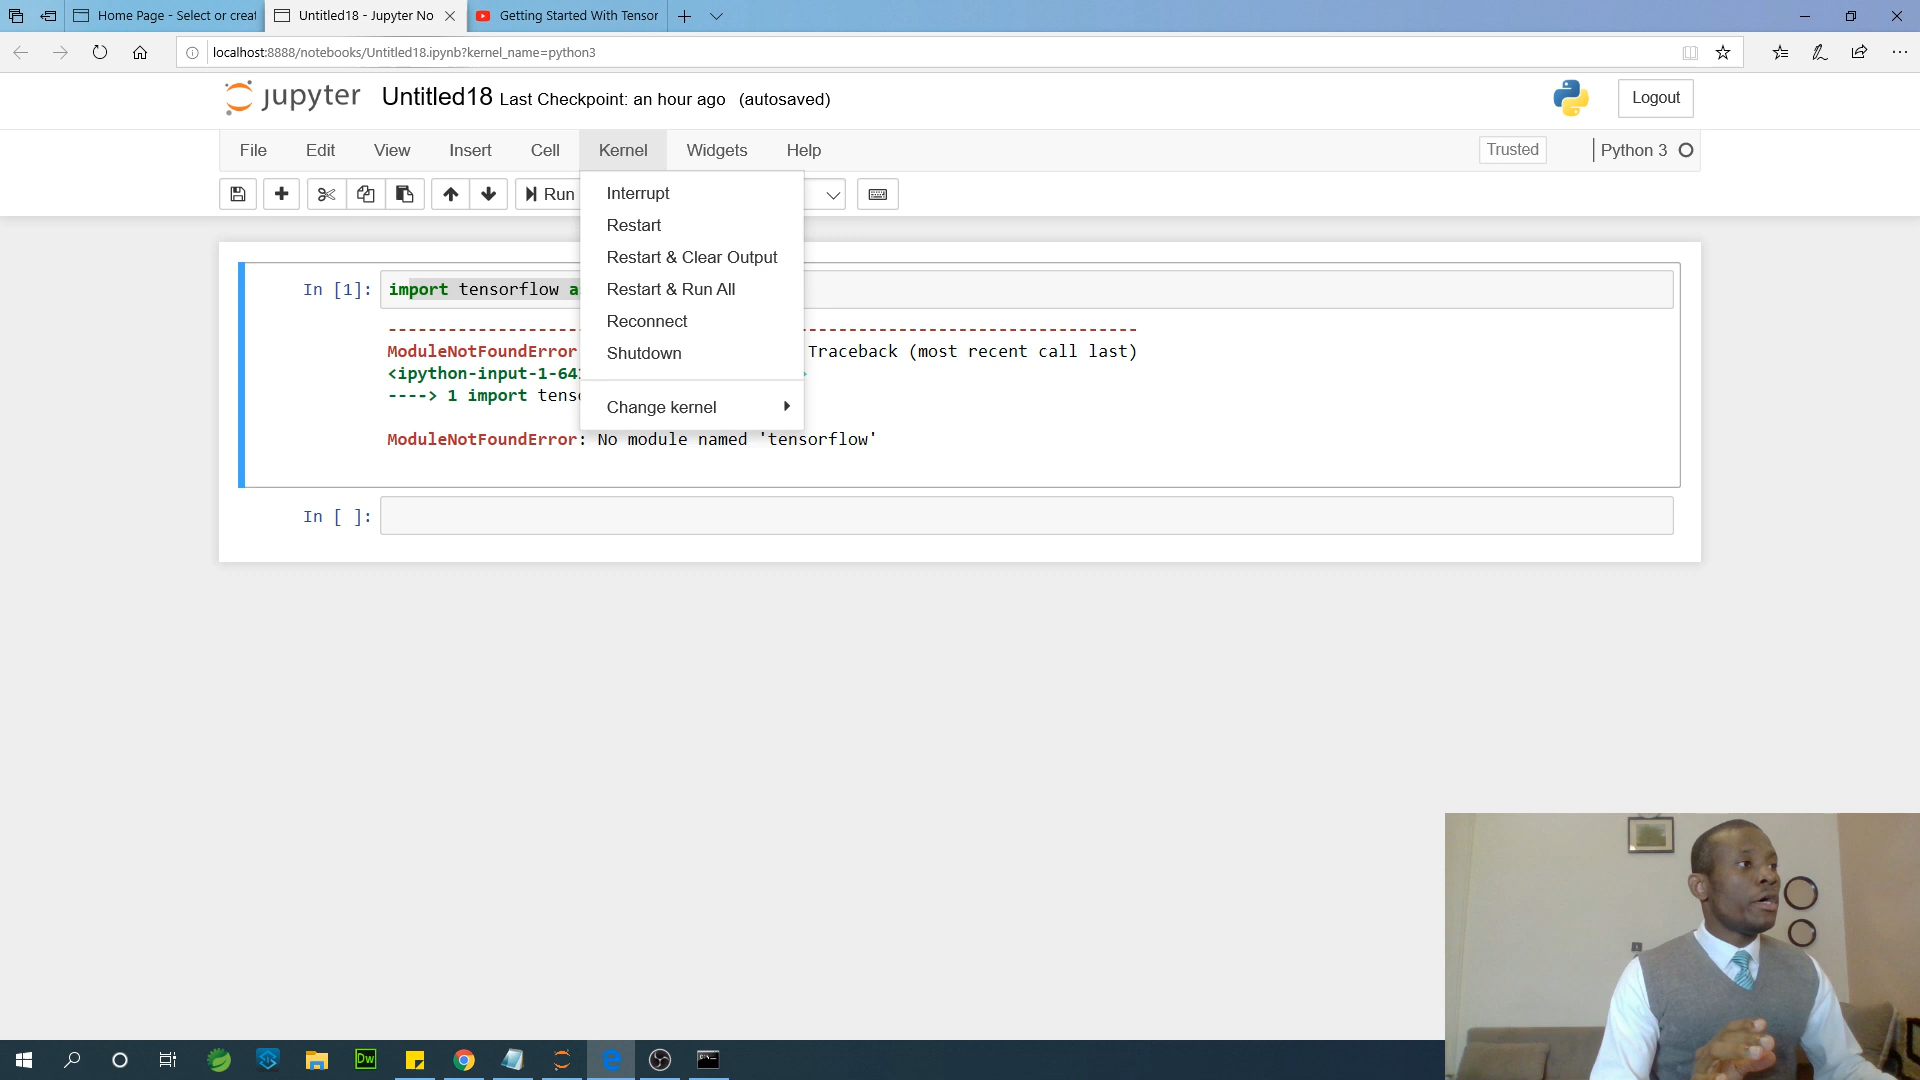 Home Page - Select or creat
Untitled18 - Jupyter No
Getting Started With Tensor
localhost:8888/notebooks/Untitled18.ipynb?kernel_name=python3
jupyter Untitled18 Last Checkpoint: an hour ago (autosaved)
Logout
File Edit View Insert Cell Kernel Widgets Help
Trusted
Python 3
Run
Interrupt
Restart
Restart & Clear Output
Restart & Run All
Reconnect
Shutdown
Change kernel
In [1]: import tensorflow a
---------------------------------------------------------------------------
ModuleNotFoundError Traceback (most recent call last)
<ipython-input-1-64 >
----> 1 import tens
ModuleNotFoundError: No module named 'tensorflow'
In [ ]:
Dw